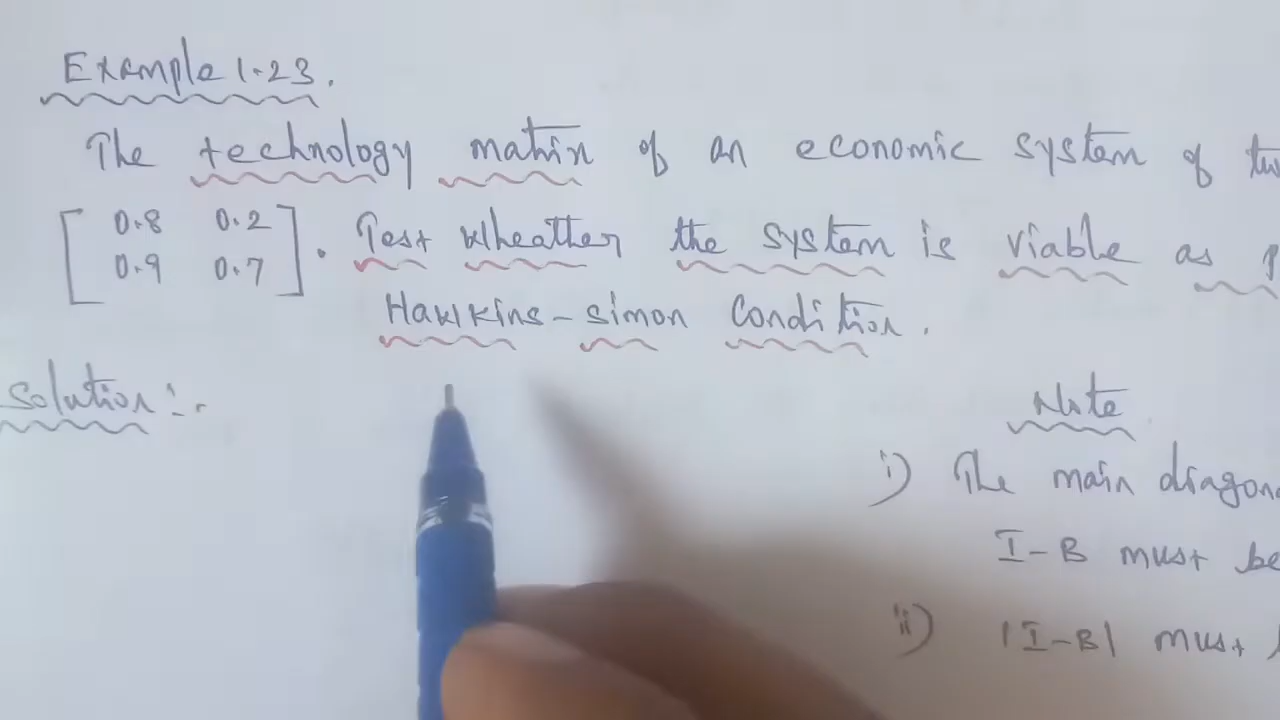 Example 1.23.
The technology matrix of an economic system of
[ 0.8 0.2
0.9 0.7 ] . Test Wheather the system is viable as
Hawkins-Simon Condition.
Solution:-
Note
i) The main diagon
I-B must be
ii) |I-B| must